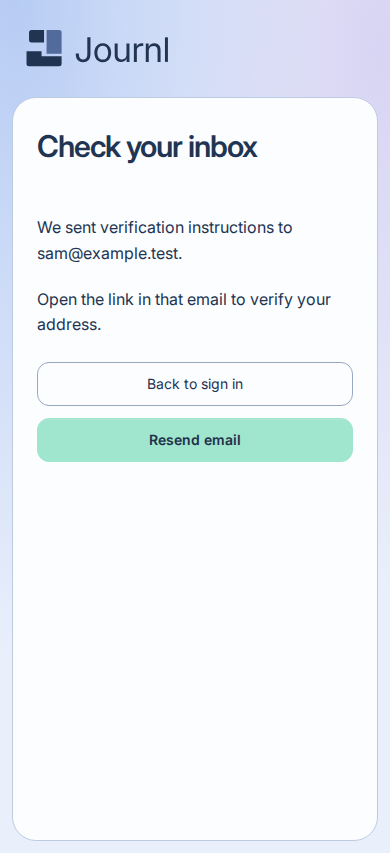 Journl
Check your inbox
We sent verification instructions to
sam@example.test.
Open the link in that email to verify your
address.
Back to sign in
Resend email